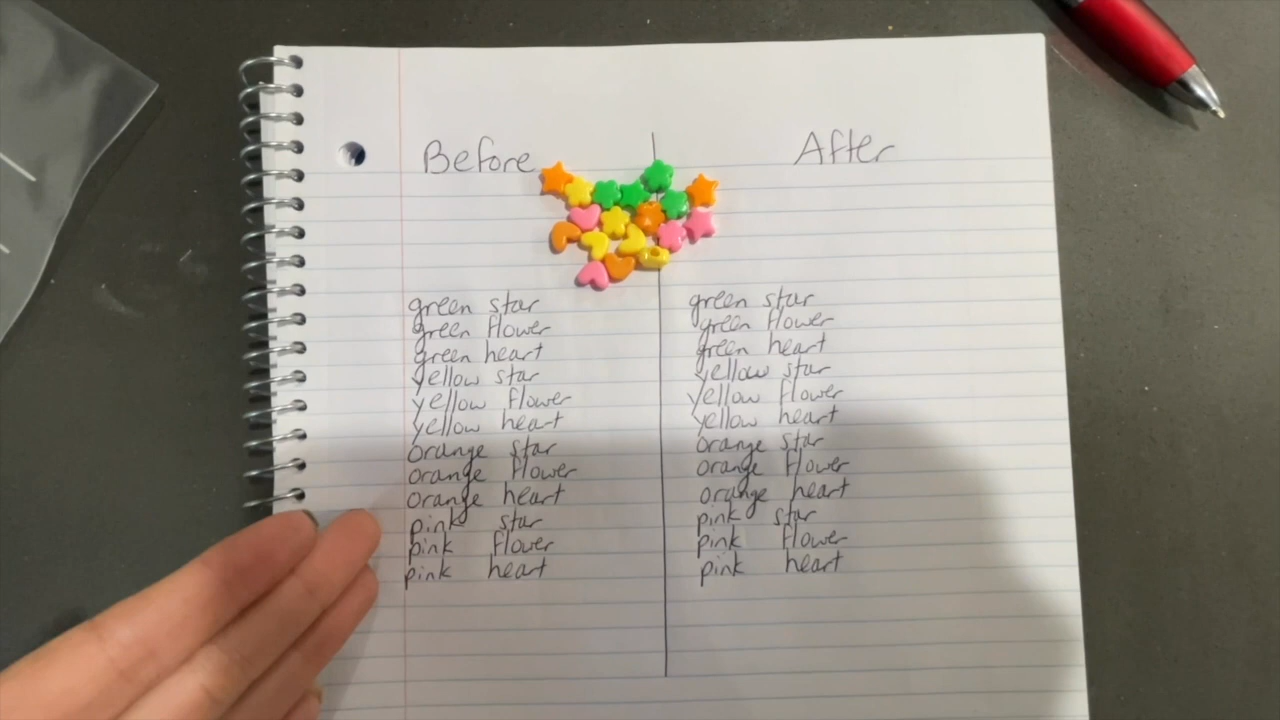 Before
After
green star
green flower
green heart
yellow star
yellow flower
yellow heart
orange star
orange flower
orange heart
pink star
pink flower
pink heart
green star
green flower
green heart
yellow star
yellow flower
yellow heart
orange star
orange flower
orange heart
pink star
pink flower
pink heart